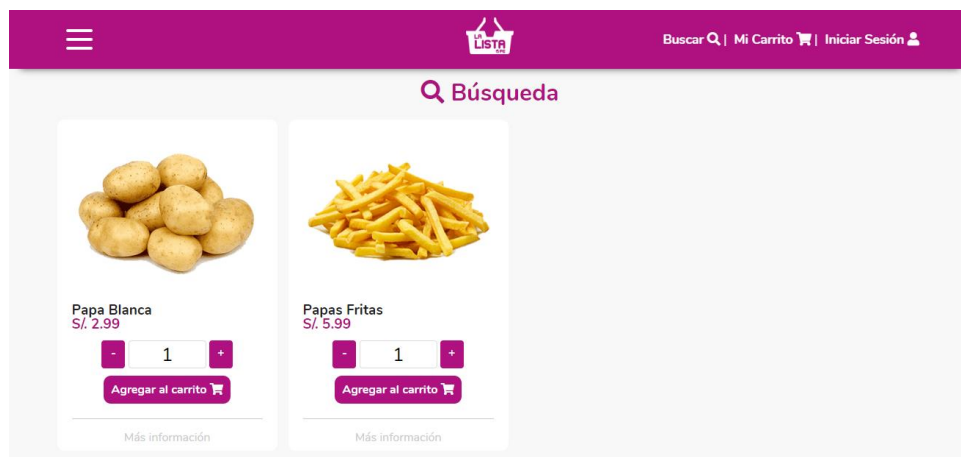 LA
LISTA
Buscar | Mi Carrito | Iniciar Sesión
Búsqueda
Papa Blanca
S/. 2.99
- 1 +
Agregar al carrito
Más información
Papas Fritas
S/. 5.99
- 1 +
Agregar al carrito
Más información